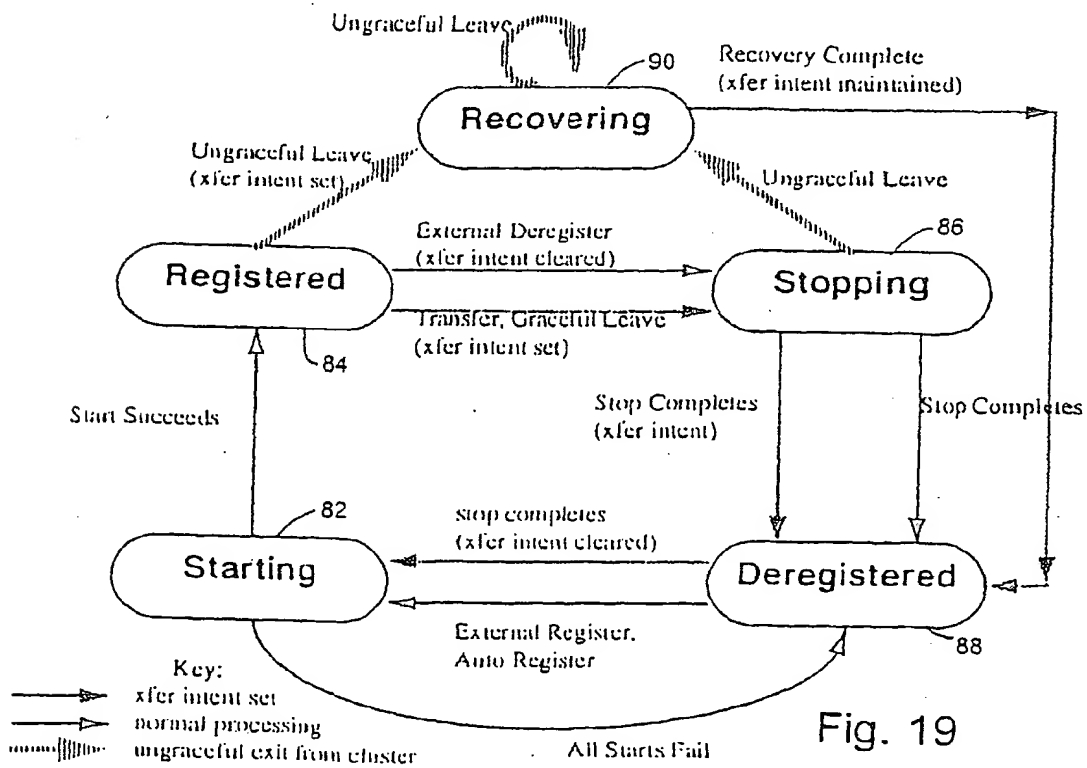 Ungraceful Leave
90
Recovery Complete
(xfer intent maintained)
Recovering
Ungraceful Leave
(xfer intent set)
Ungraceful Leave
External Deregister
(xfer intent cleared)
86
Registered
Stopping
Transfer, Graceful Leave
(xfer intent set)
84
Start Succeeds
Stop Completes
(xfer intent)
Stop Completes
82
stop completes
(xfer intent cleared)
Starting
Deregistered
External Register,
Auto Register
88
Key:
xfer intent set
normal processing
ungraceful exit from cluster
All Starts Fail
Fig. 19